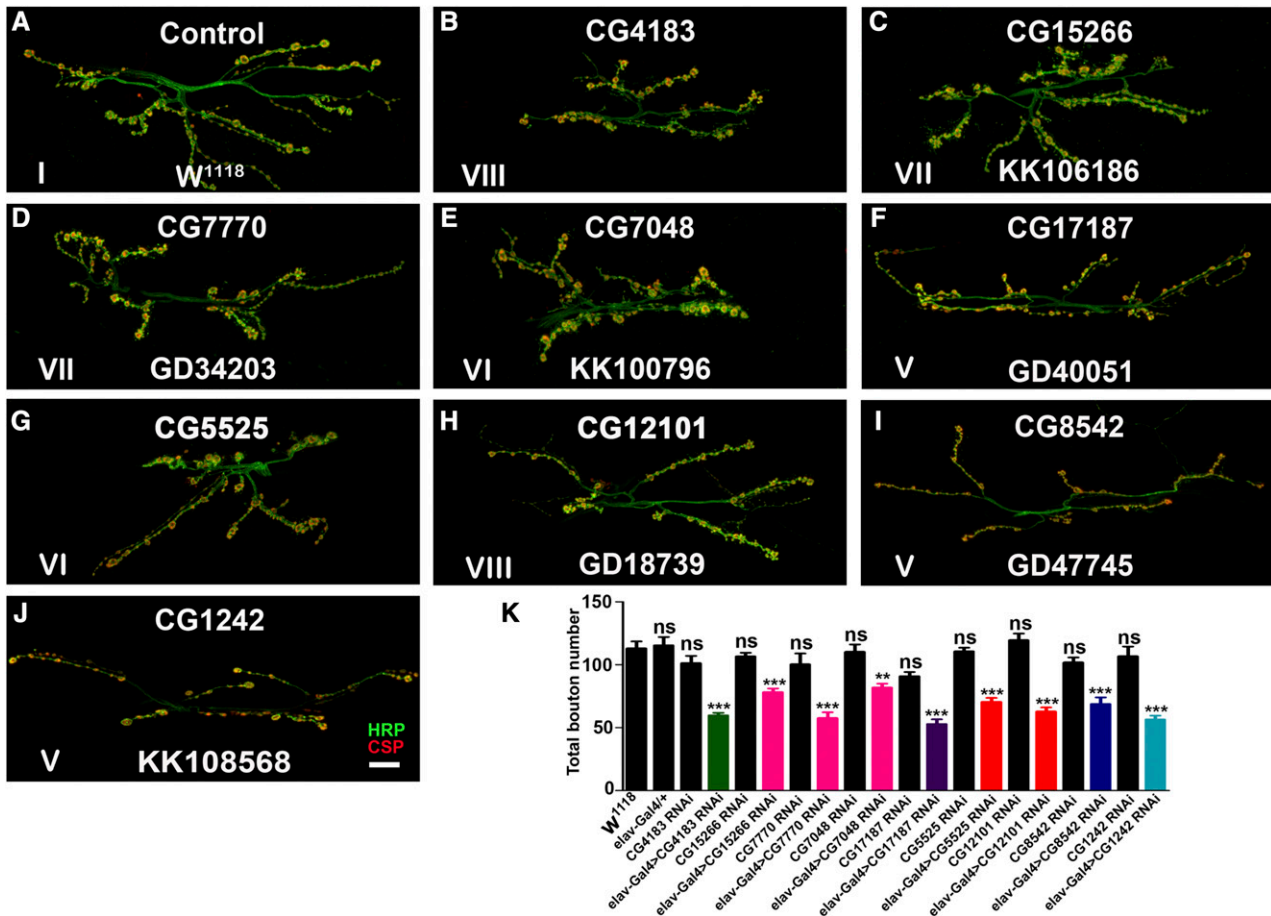 A
Control
I
W1118
B
CG4183
VIII
C
CG15266
VII
KK106186
D
CG7770
VII
GD34203
E
CG7048
VI
KK100796
F
CG17187
V
GD40051
G
CG5525
VI
H
CG12101
VIII
GD18739
I
CG8542
V
GD47745
J
CG1242
V
KK108568
HRP
CSP
K
Total bouton number
150
100
50
0
ns
ns
***
ns
***
ns
***
ns
**
ns
***
ns
***
ns
***
ns
***
ns
***
W1118
elav-Gal4/+
CG4183 RNAi
elav-Gal4>CG4183 RNAi
CG15266 RNAi
elav-Gal4>CG15266 RNAi
CG7770 RNAi
elav-Gal4>CG7770 RNAi
CG7048 RNAi
elav-Gal4>CG7048 RNAi
CG17187 RNAi
elav-Gal4>CG17187 RNAi
CG5525 RNAi
elav-Gal4>CG5525 RNAi
CG12101 RNAi
elav-Gal4>CG12101 RNAi
CG8542 RNAi
elav-Gal4>CG8542 RNAi
CG1242 RNAi
elav-Gal4>CG1242 RNAi